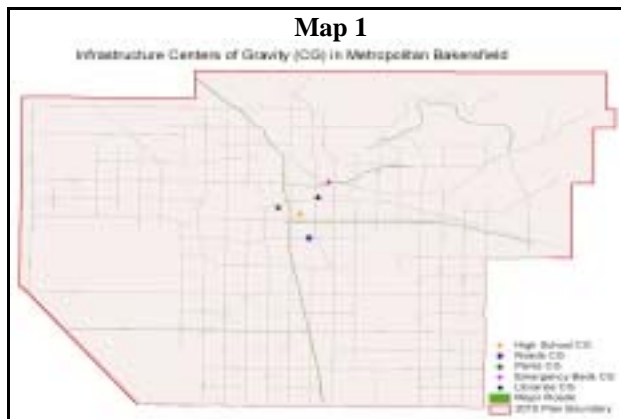 Map 1
Infrastructure Centers of Gravity (CG) in Metropolitan Bakersfield
High School CG
Roads CG
Parks CG
Emergency Beds CG
Libraries CG
Major Roads
2010 Plan Boundary